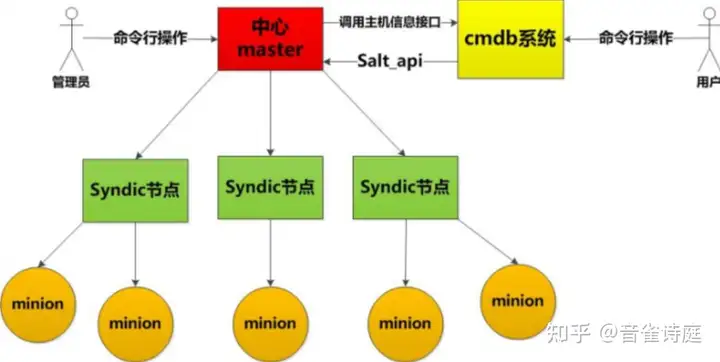 命令行操作
中心
master
调用主机信息接口
Salt_api
cmdb系统
命令行操作
管理员
用户
Syndic节点
Syndic节点
Syndic节点
minion
minion
minion
minion
minion
知乎 @音雀诗庭